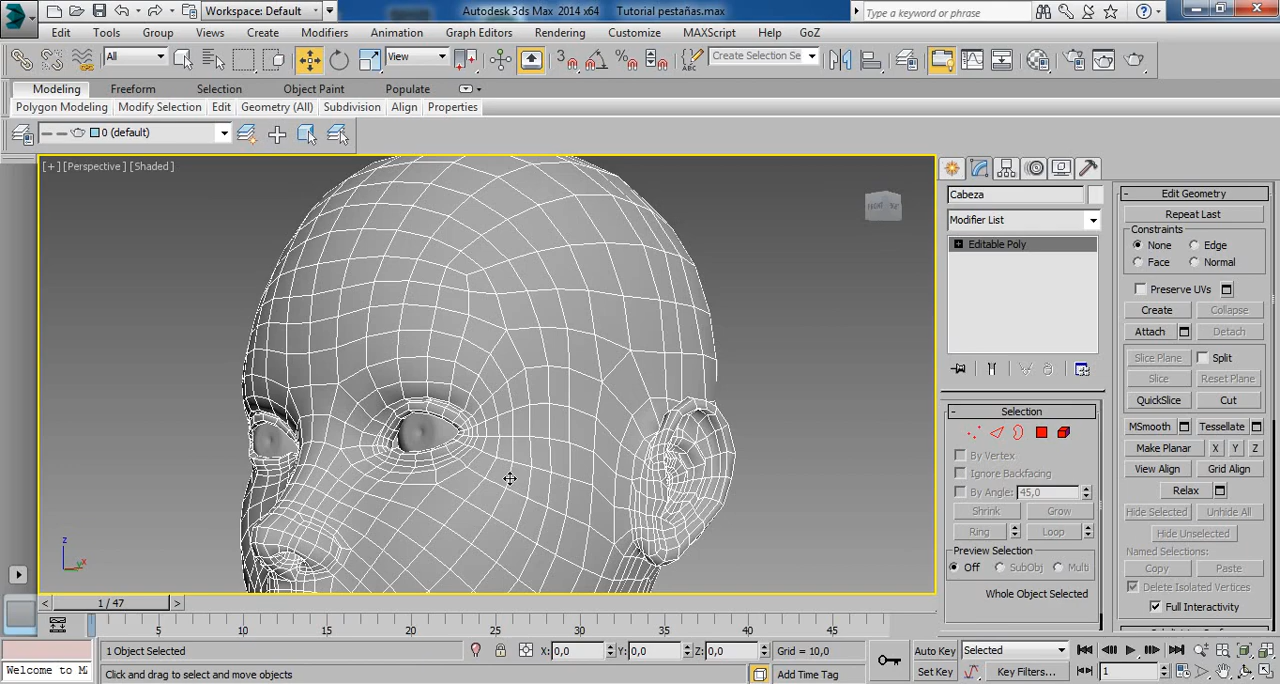 Workspace: Default
Autodesk 3ds Max 2014 x64 Tutorial pestañas.max
Type a keyword or phrase
Edit Tools Group Views Create Modifiers Animation Graph Editors Rendering Customize MAXScript Help GoZ
All
View
3
Create Selection Se
Modeling Freeform Selection Object Paint Populate
Polygon Modeling Modify Selection Edit Geometry (All) Subdivision Align Properties
0 (default)
[+] [Perspective] [Shaded]
Cabeza
Modifier List
Editable Poly
Selection
By Vertex
Ignore Backfacing
By Angle: 45,0
Shrink Grow
Ring Loop
Preview Selection
Off SubObj Multi
Whole Object Selected
Edit Geometry
Repeat Last
Constraints
None Edge
Face Normal
Preserve UVs
Create Collapse
Attach Detach
Slice Plane Split
Slice Reset Plane
QuickSlice Cut
MSmooth Tessellate
Make Planar X Y Z
View Align Grid Align
Relax
Hide Selected Unhide All
Hide Unselected
Named Selections:
Copy Paste
Delete Isolated Vertices
Full Interactivity
z
x
< 1 / 47 >
5 10 15 20 25 30 35 40 45
1 Object Selected X: 0,0 Y: 0,0 Z: 0,0 Grid = 10,0 Auto Key Selected
Welcome to M Click and drag to select and move objects Add Time Tag Set Key Key Filters... 1